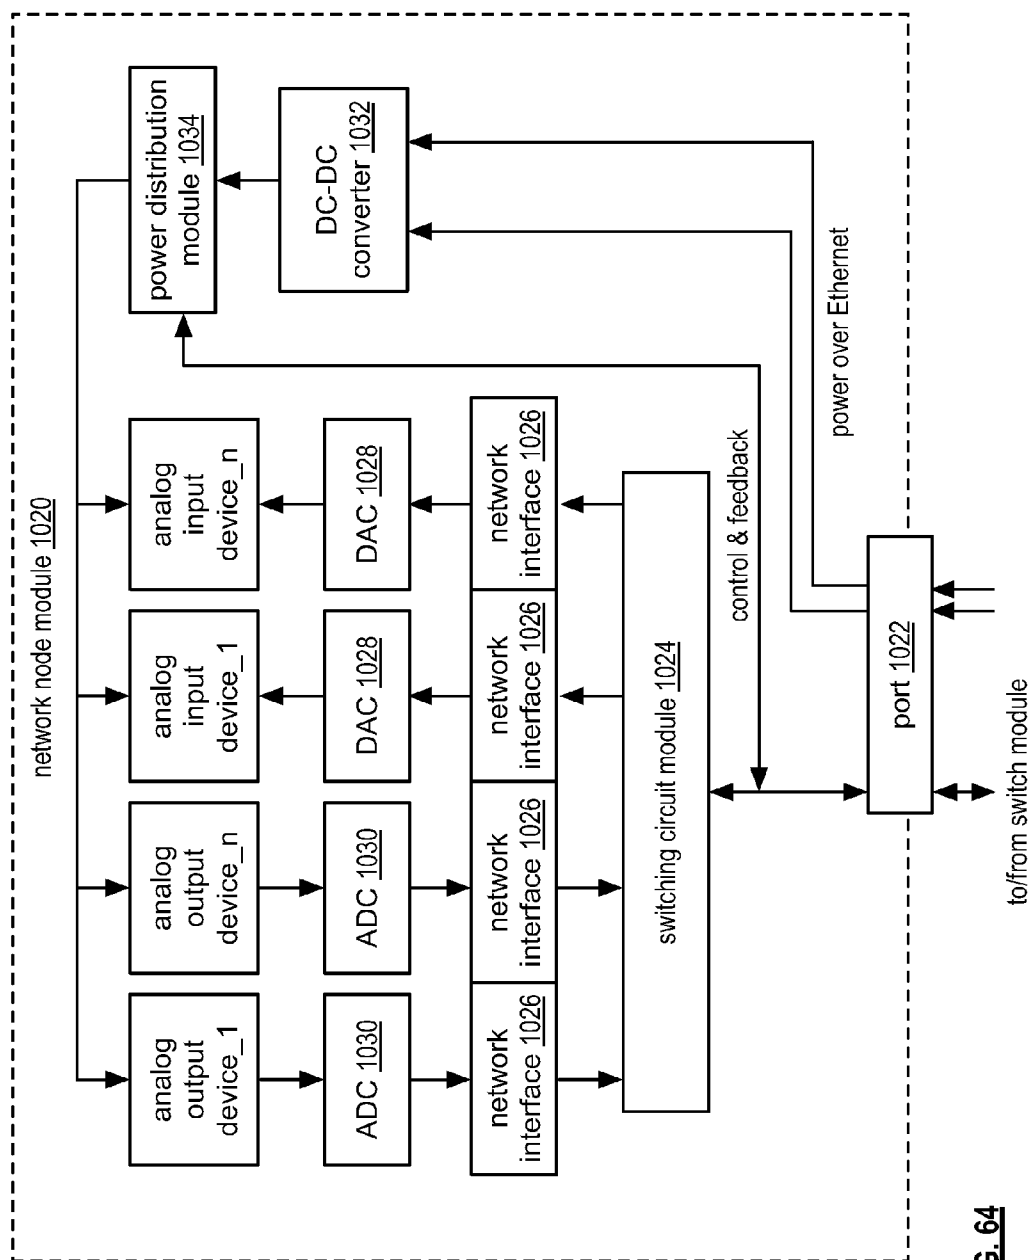 network node module 1020
analog
output
device_1
analog
output
device_n
analog
input
device_1
analog
input
device_n
power distribution
module 1034
ADC 1030
ADC 1030
DAC 1028
DAC 1028
DC-DC
converter 1032
network
interface 1026
network
interface 1026
network
interface 1026
network
interface 1026
switching circuit module 1024
control & feedback
power over Ethernet
port 1022
to/from switch module
G. 64